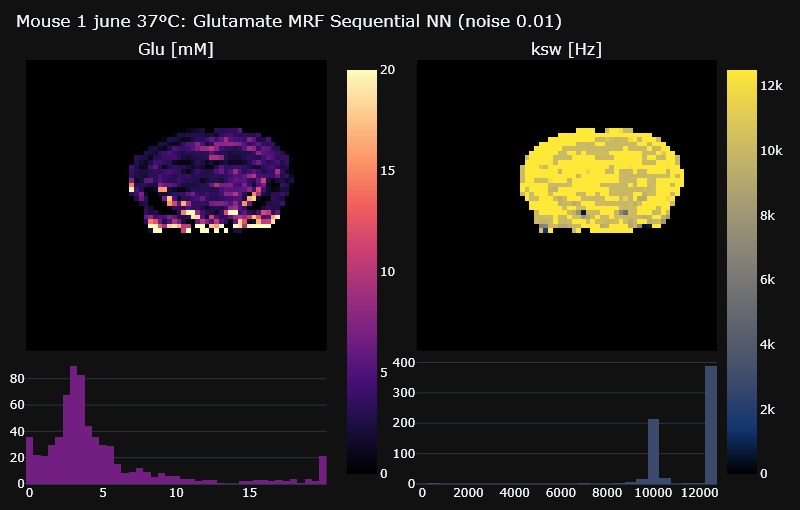 Mouse 1 june 37ºC: Glutamate MRF Sequential NN (noise 0.01)
Glu [mM]
ksw [Hz]
20
15
10
5
0
12k
10k
8k
6k
4k
2k
0
80
60
40
20
0
0 5 10 15
400
300
200
100
0
0 2000 4000 6000 8000 10000 12000